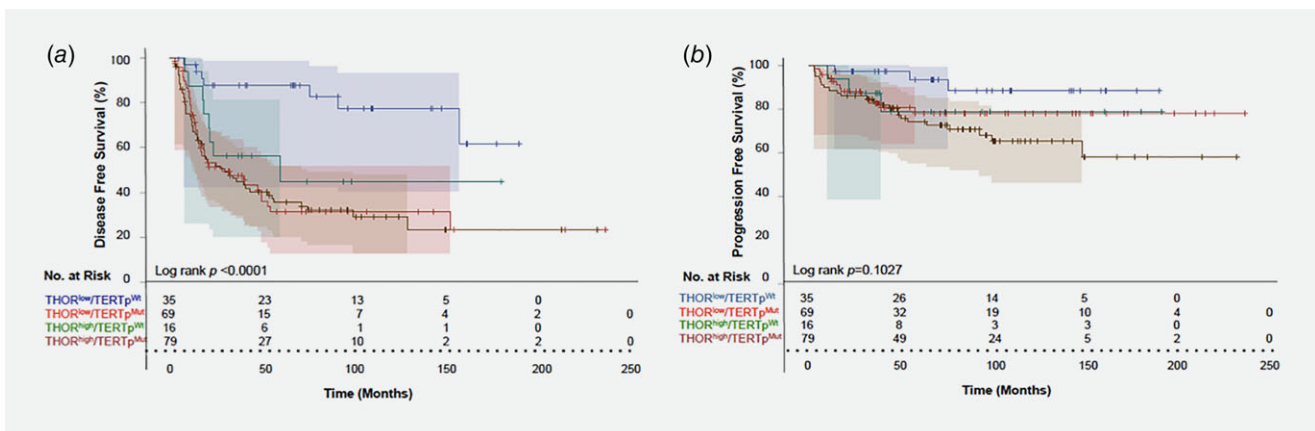 (a)
Disease Free Survival (%)
100
80
60
40
20
0
Log rank p <0.0001
No. at Risk
THORlow/TERTpWt 35 23 13 5 0
THORlow/TERTpMut 69 15 7 4 2 0
THORhigh/TERTpWt 16 6 1 1 0
THORhigh/TERTpMut 79 27 10 2 2 0
0 50 100 150 200 250
Time (Months)
(b)
Progression Free Survival (%)
100
80
60
40
20
0
Log rank p=0.1027
No. at Risk
THORlow/TERTpWt 35 26 14 5 0
THORlow/TERTpMut 69 32 19 10 4 0
THORhigh/TERTpWt 16 8 3 3 0
THORhigh/TERTpMut 79 49 24 5 2 0
0 50 100 150 200 250
Time (Months)